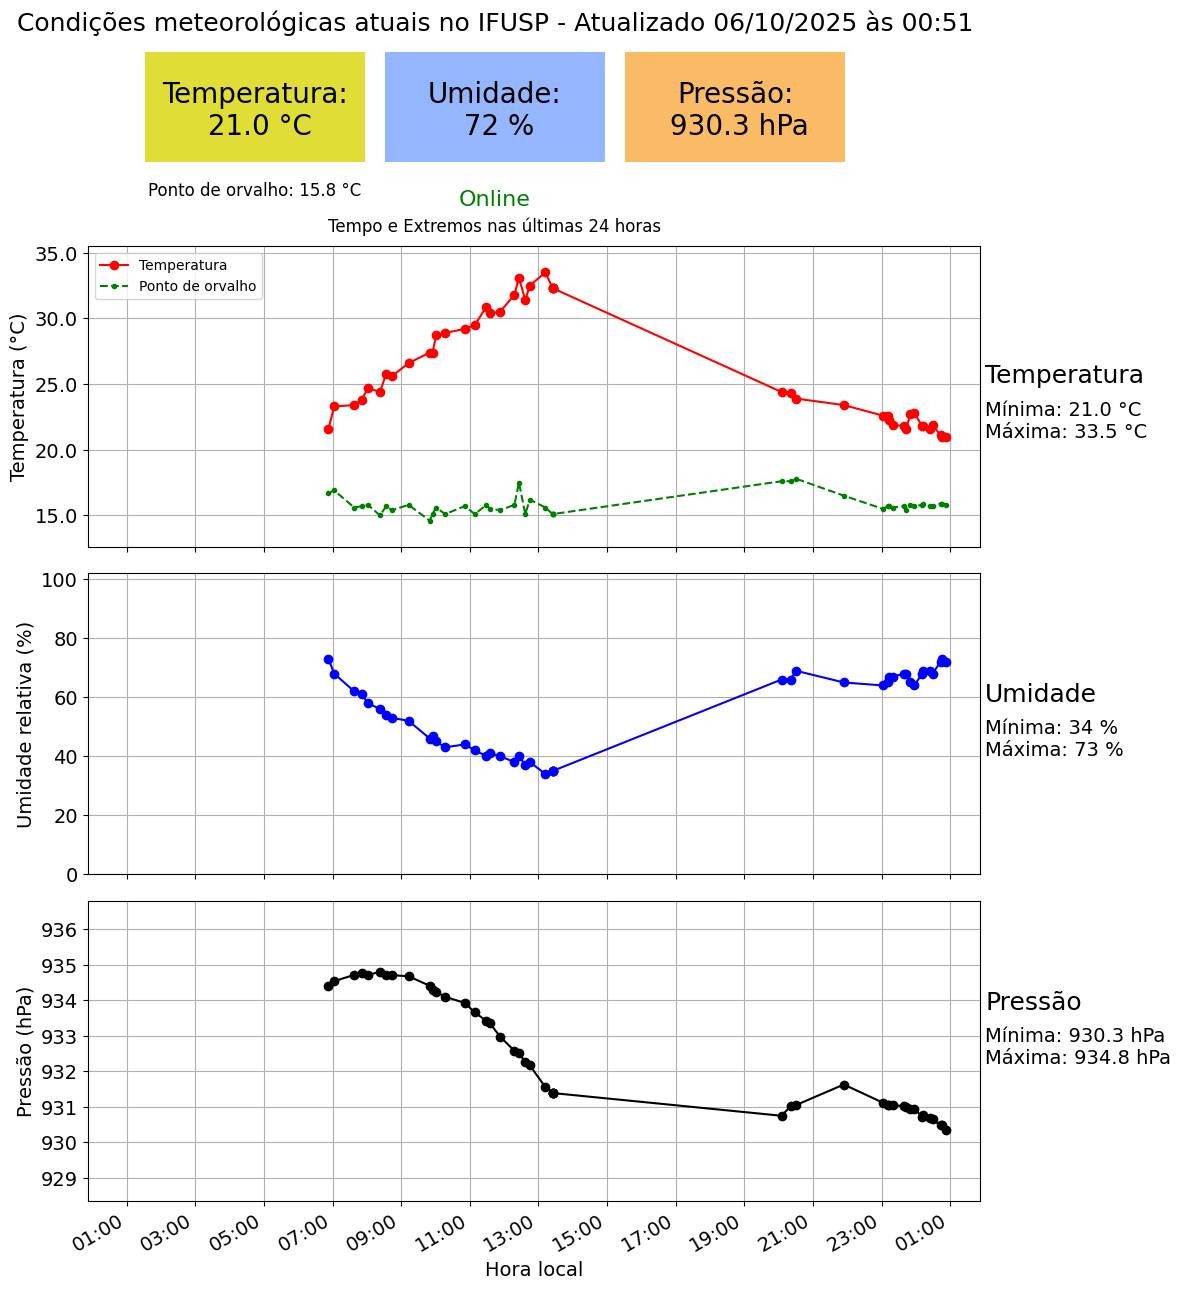 Condições meteorológicas atuais no IFUSP - Atualizado 06/10/2025 às 00:51
Temperatura:
21.0 °C
Umidade:
72 %
Pressão:
930.3 hPa
Ponto de orvalho: 15.8 °C
Online
Tempo e Extremos nas últimas 24 horas
Temperatura
Ponto de orvalho
Temperatura (°C)
35.0
30.0
25.0
20.0
15.0
Temperatura
Mínima: 21.0 °C
Máxima: 33.5 °C
Umidade relativa (%)
100
80
60
40
20
0
Umidade
Mínima: 34 %
Máxima: 73 %
Pressão (hPa)
936
935
934
933
932
931
930
929
Pressão
Mínima: 930.3 hPa
Máxima: 934.8 hPa
01:00 03:00 05:00 07:00 09:00 11:00 13:00 15:00 17:00 19:00 21:00 23:00 01:00
Hora local